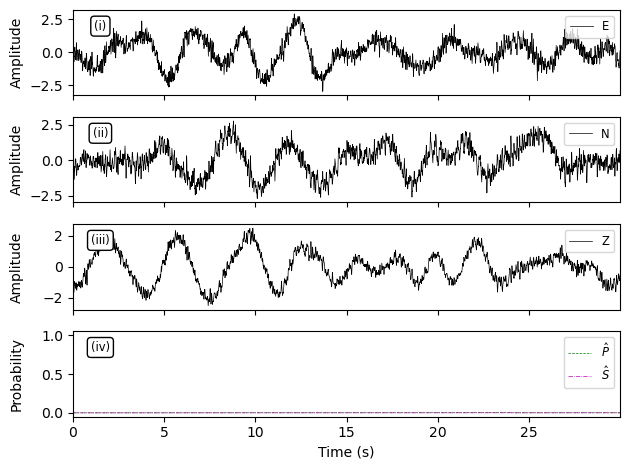 Amplitude
2.5
0.0
−2.5
(i)
E
Amplitude
2.5
0.0
−2.5
(ii)
N
Amplitude
2
0
−2
(iii)
Z
Probability
1.0
0.5
0.0
(iv)
P̂
Ŝ
0 5 10 15 20 25
Time (s)